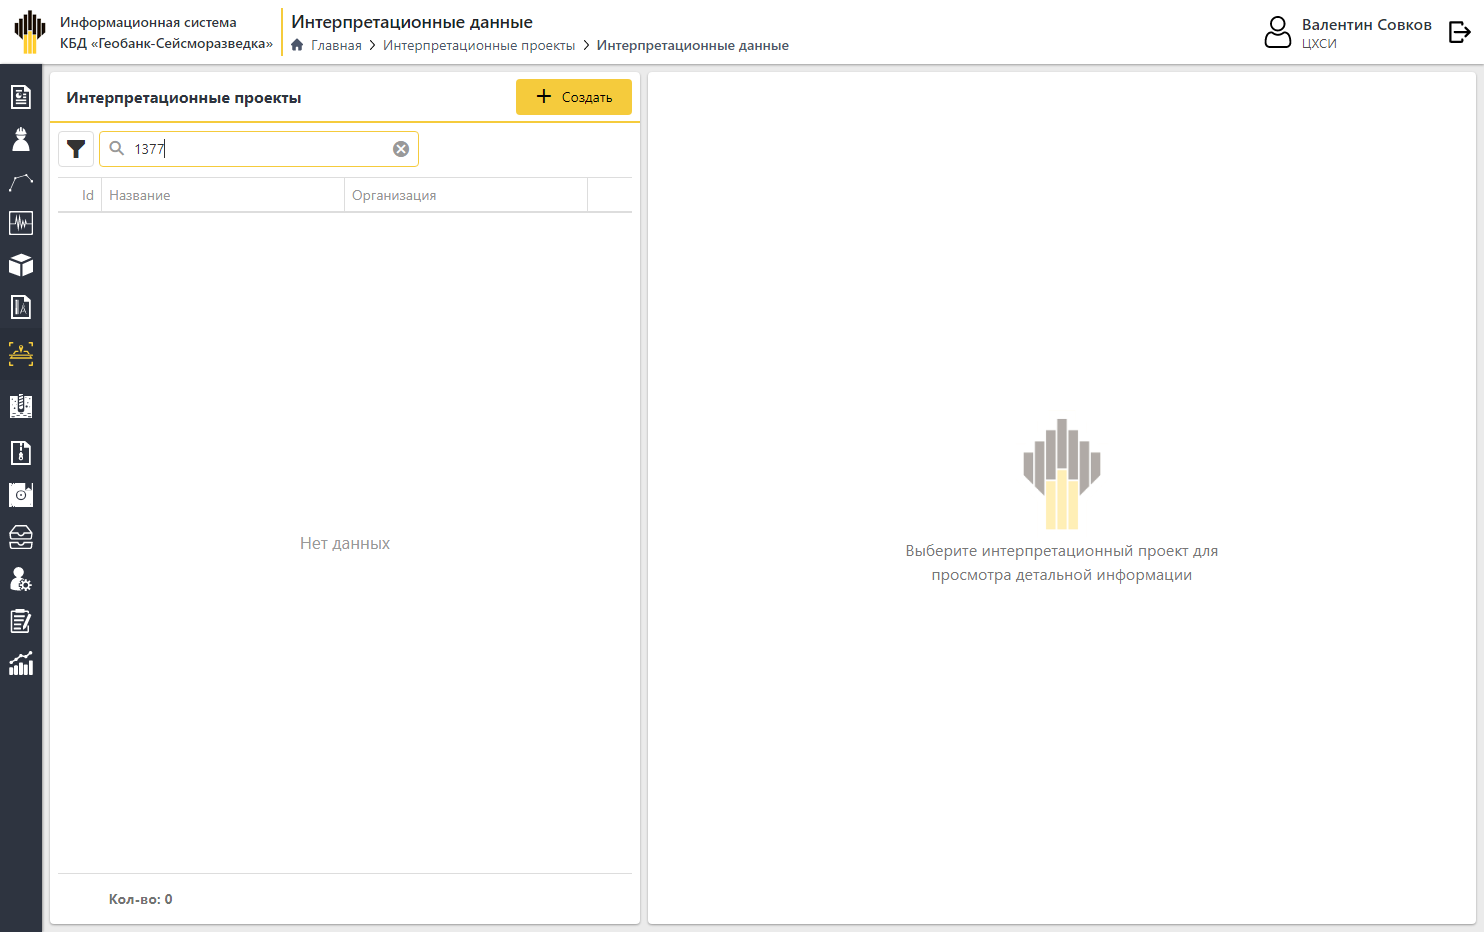 Информационная система
КБД «Геобанк-Сейсморазведка»
Интерпретационные данные
Главная > Интерпретационные проекты > Интерпретационные данные
Валентин Совков
ЦХСИ
Интерпретационные проекты
+ Создать
1377
Id Название Организация
Нет данных
Кол-во: 0
Выберите интерпретационный проект для
просмотра детальной информации